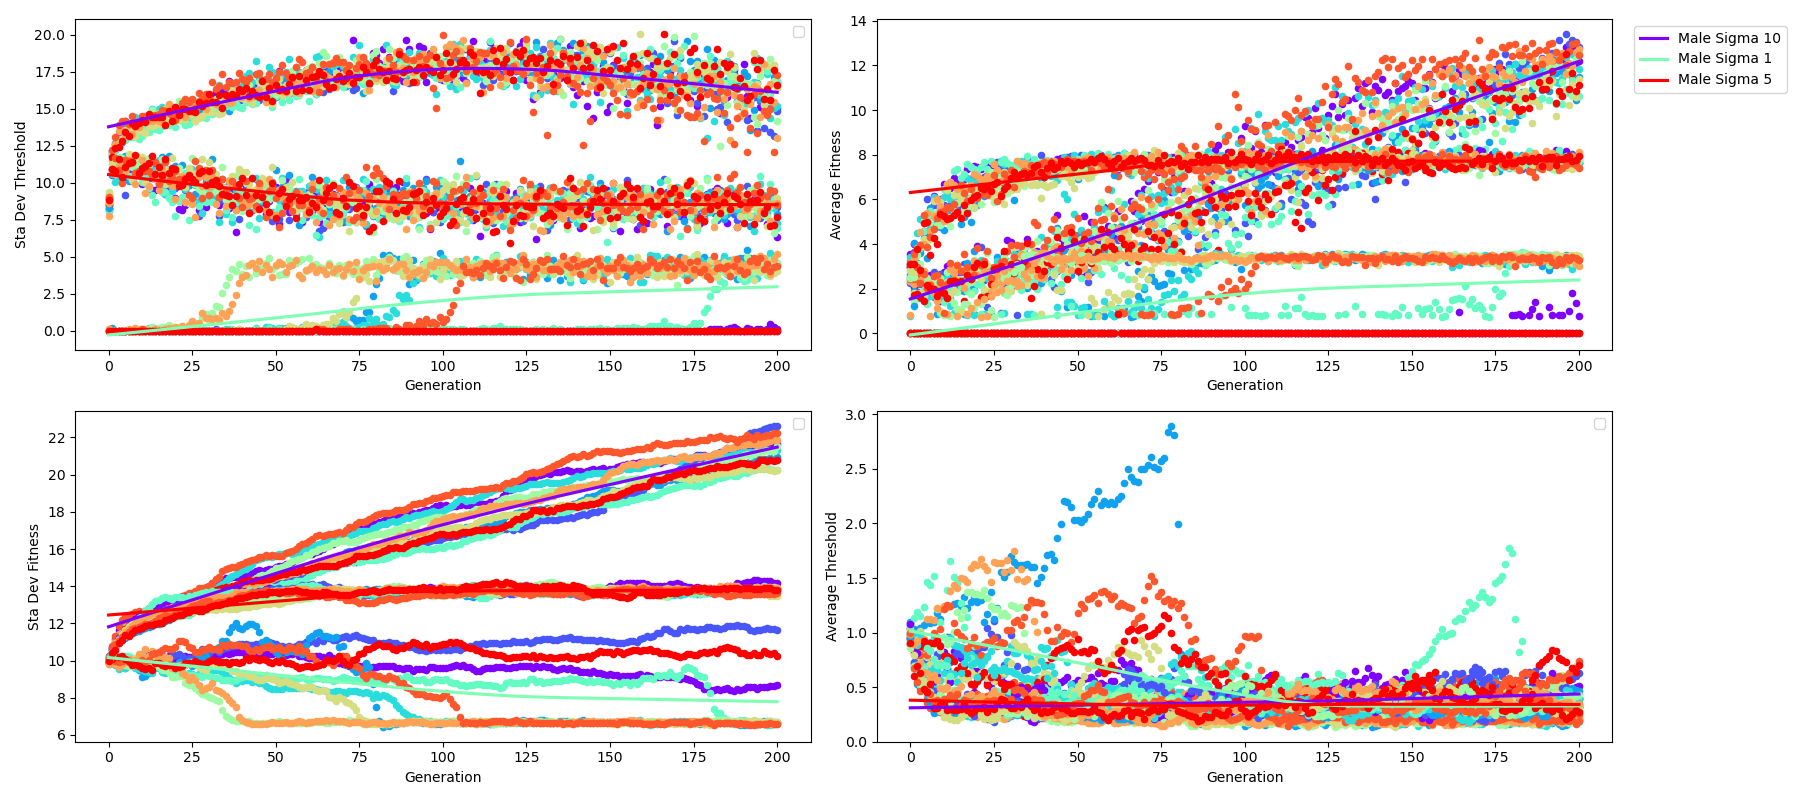 Sta Dev Threshold
20.0
17.5
15.0
12.5
10.0
7.5
5.0
2.5
0.0
0 25 50 75 100 125 150 175 200
Generation
Average Fitness
14
12
10
8
6
4
2
0
0 25 50 75 100 125 150 175 200
Generation
Male Sigma 10
Male Sigma 1
Male Sigma 5
Sta Dev Fitness
22
20
18
16
14
12
10
8
6
0 25 50 75 100 125 150 175 200
Generation
Average Threshold
3.0
2.5
2.0
1.5
1.0
0.5
0.0
0 25 50 75 100 125 150 175 200
Generation